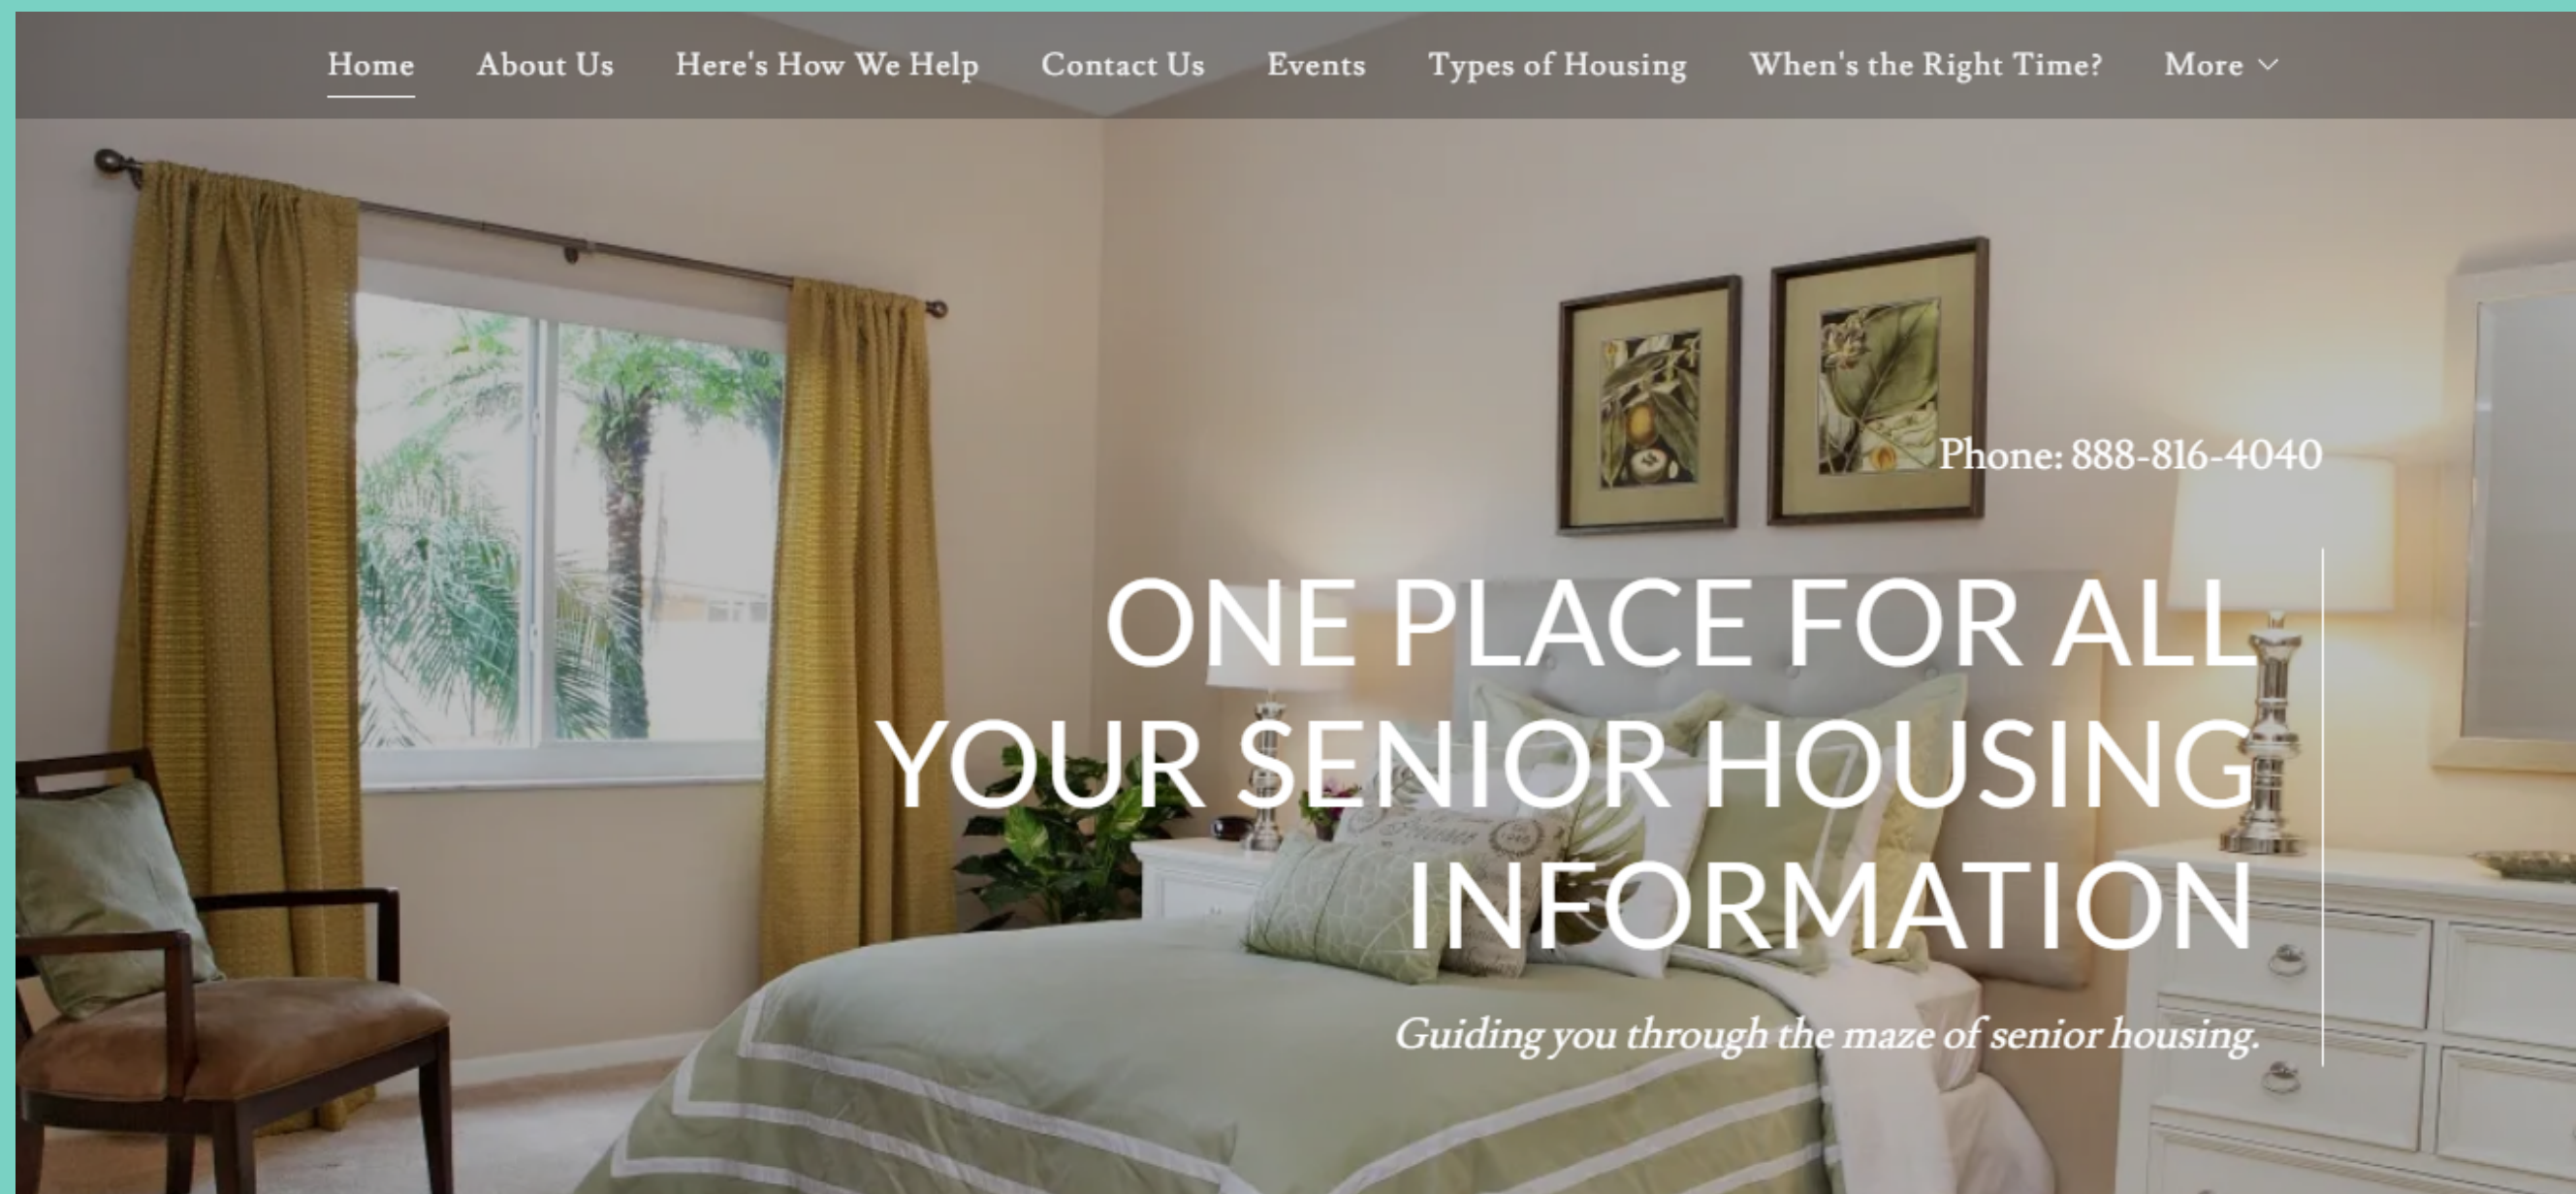 Home About Us Here's How We Help Contact Us Events Types of Housing When's the Right Time? More
Phone: 888-816-4040
ONE PLACE FOR ALL
YOUR SENIOR HOUSING
INFORMATION
Guiding you through the maze of senior housing.